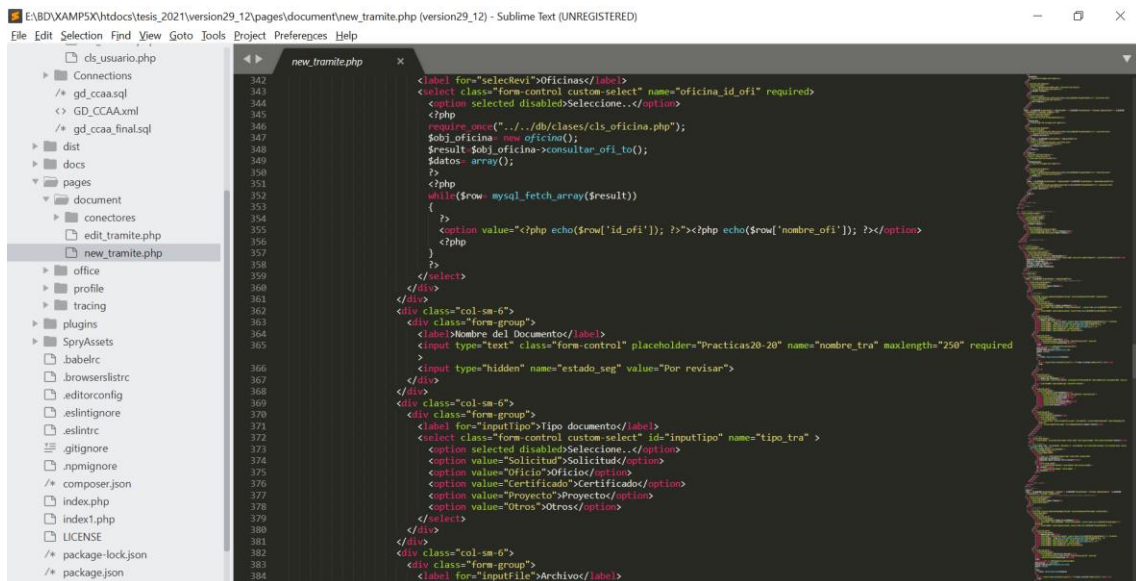 E:\BD\XAMP5X\htdocs\tesis_2021\version29_12\pages\document\new_tramite.php (version29_12) - Sublime Text (UNREGISTERED)
File Edit Selection Find View Goto Tools Project Preferences Help
cls_usuario.php
Connections
/* gd_ccaa.sql
<> GD_CCAA.xml
/* gd_ccaa_final.sql
dist
docs
pages
document
conectores
edit_tramite.php
new_tramite.php
office
profile
tracing
plugins
SpryAssets
.babelrc
.browserslistrc
.editorconfig
.eslintignore
.eslintrc
.gitignore
.npmignore
/* composer.json
index.php
index1.php
LICENSE
/* package-lock.json
/* package.json
new_tramite.php ×
342 <label for="selecRevi">Oficinas</label>
343 <select class="form-control custom-select" name="oficina_id_ofi" required>
344 <option selected disabled>Seleccione..</option>
345 <?php
346 require_once("../../db/clases/cls_oficina.php");
347 $obj_oficina= new oficina();
348 $result=$obj_oficina->consultar_ofi_to();
349 $datos= array();
350 ?>
351 <?php
352 while($row= mysql_fetch_array($result))
353 {
354 ?>
355 <option value="<?php echo($row['id_ofi']); ?>"><?php echo($row['nombre_ofi']); ?></option>
356 <?php
357 }
358 ?>
359 </select>
360 </div>
361 </div>
362 <div class="col-sm-6">
363 <div class="form-group">
364 <label>Nombre del Documento</label>
365 <input type="text" class="form-control" placeholder="Practicas20-20" name="nombre_tra" maxlength="250" required
>
366 <input type="hidden" name="estado_seg" value="Por revisar">
367 </div>
368 </div>
369 <div class="col-sm-6">
370 <div class="form-group">
371 <label for="inputTipo">Tipo documento</label>
372 <select class="form-control custom-select" id="inputTipo" name="tipo_tra" >
373 <option selected disabled>Seleccione..</option>
374 <option value="Solicitud">Solicitud</option>
375 <option value="Oficio">Oficio</option>
376 <option value="Certificado">Certificado</option>
377 <option value="Proyecto">Proyecto</option>
378 <option value="Otros">Otros</option>
379 </select>
380 </div>
381 </div>
382 <div class="col-sm-6">
383 <div class="form-group">
384 <label for="inputFile">Archivo</label>